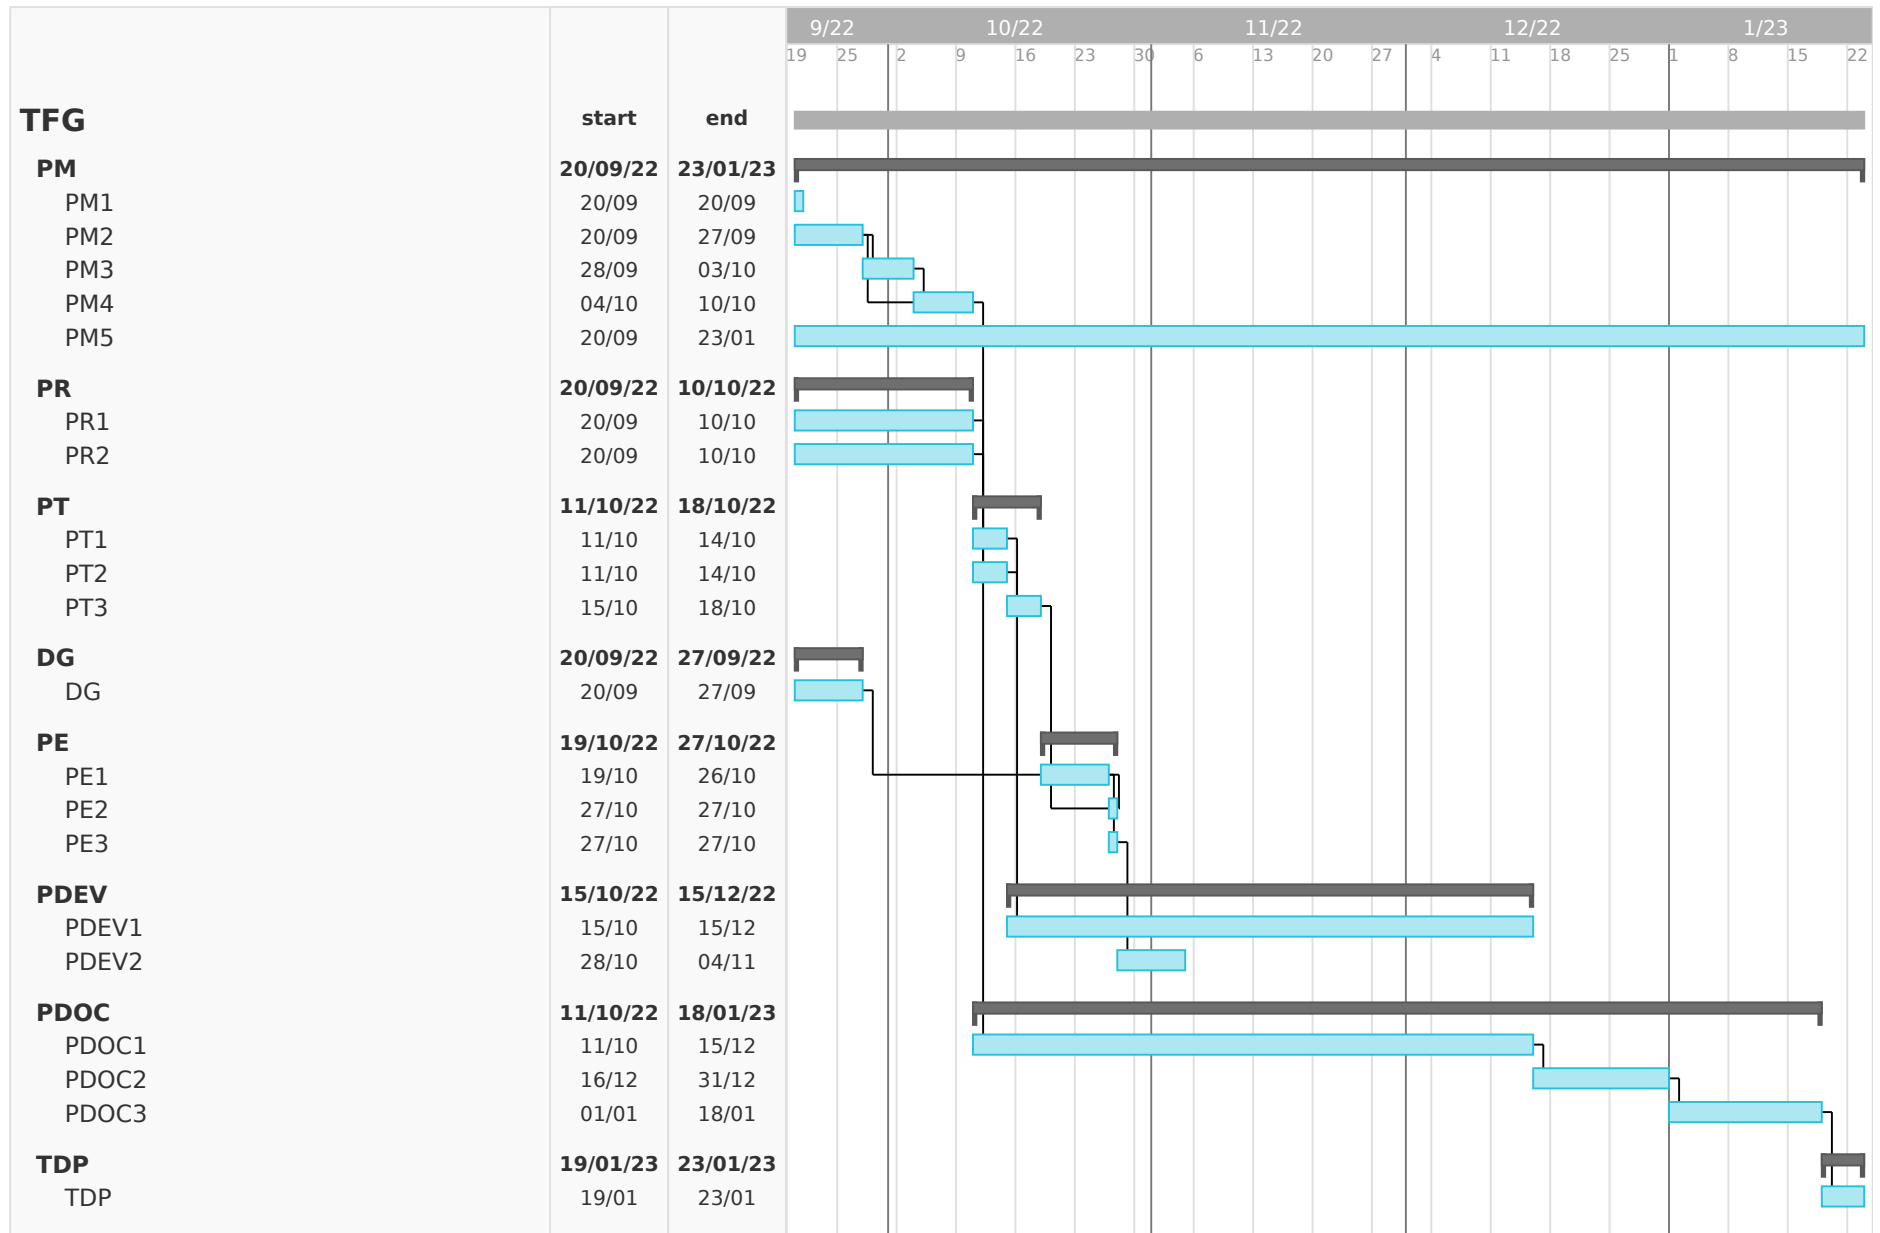 9/22 10/22 11/22 12/22 1/23
19 25 2 9 16 23 30 6 13 20 27 4 11 18 25 1 8 15 22
TFG start end
PM 20/09/22 23/01/23
PM1 20/09 20/09
PM2 20/09 27/09
PM3 28/09 03/10
PM4 04/10 10/10
PM5 20/09 23/01
PR 20/09/22 10/10/22
PR1 20/09 10/10
PR2 20/09 10/10
PT 11/10/22 18/10/22
PT1 11/10 14/10
PT2 11/10 14/10
PT3 15/10 18/10
DG 20/09/22 27/09/22
DG 20/09 27/09
PE 19/10/22 27/10/22
PE1 19/10 26/10
PE2 27/10 27/10
PE3 27/10 27/10
PDEV 15/10/22 15/12/22
PDEV1 15/10 15/12
PDEV2 28/10 04/11
PDOC 11/10/22 18/01/23
PDOC1 11/10 15/12
PDOC2 16/12 31/12
PDOC3 01/01 18/01
TDP 19/01/23 23/01/23
TDP 19/01 23/01